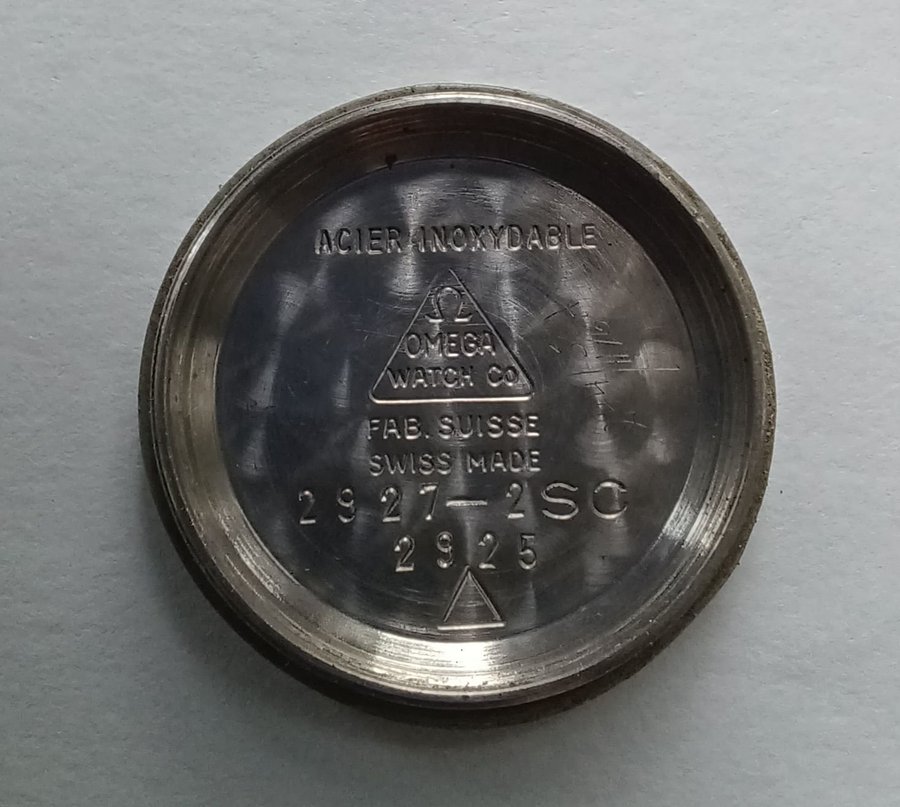 ACIER INOXYDABLE
Ω
OMEGA
WATCH CO
FAB. SUISSE
SWISS MADE
2927-2SC
2925